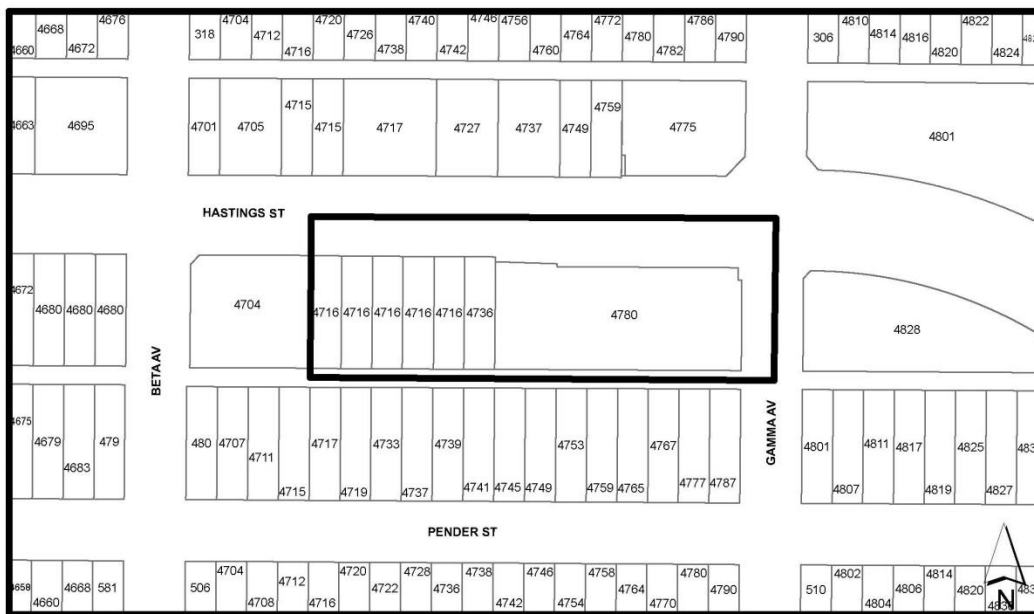 4660 4668 4672 4676 318 4704 4712 4716 4720 4726 4738 4740 4742 4746 4756 4760 4764 4772 4780 4782 4786 4790 306 4810 4814 4816 4820 4822 4824
4663 4695 4701 4705 4715 4715 4717 4727 4737 4749 4759 4775 4801
HASTINGS ST
4672 4680 4680 4680 4704 4716 4716 4716 4716 4716 4736 4780 4828
BETA AV
GAMMA AV
4675 4679 4683 479 480 4707 4711 4715 4717 4719 4733 4737 4739 4741 4745 4749 4753 4759 4765 4767 4777 4787 4801 4807 4811 4817 4819 4825 4827
PENDER ST
4658 4660 4668 581 506 4704 4708 4712 4716 4720 4722 4728 4736 4738 4742 4746 4754 4758 4764 4770 4780 4790 510 4802 4804 4806 4814 4820
N